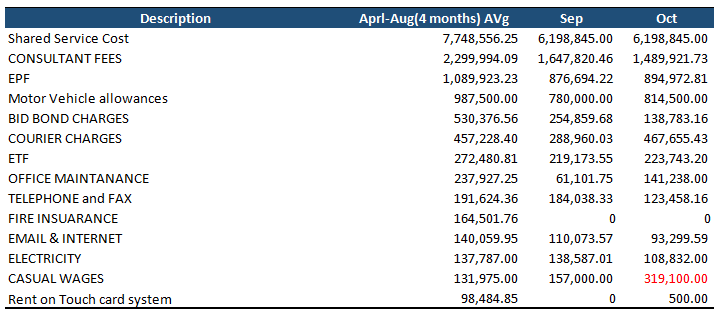 Description Aprl-Aug(4 months) AVg Sep Oct
Shared Service Cost 7,748,556.25 6,198,845.00 6,198,845.00
CONSULTANT FEES 2,299,994.09 1,647,820.46 1,489,921.73
EPF 1,089,923.23 876,694.22 894,972.81
Motor Vehicle allowances 987,500.00 780,000.00 814,500.00
BID BOND CHARGES 530,376.56 254,859.68 138,783.16
COURIER CHARGES 457,228.40 288,960.03 467,655.43
ETF 272,480.81 219,173.55 223,743.20
OFFICE MAINTANANCE 237,927.25 61,101.75 141,238.00
TELEPHONE and FAX 191,624.36 184,038.33 123,458.16
FIRE INSUARANCE 164,501.76 0 0
EMAIL & INTERNET 140,059.95 110,073.57 93,299.59
ELECTRICITY 137,787.00 138,587.01 108,832.00
CASUAL WAGES 131,975.00 157,000.00 319,100.00
Rent on Touch card system 98,484.85 0 500.00